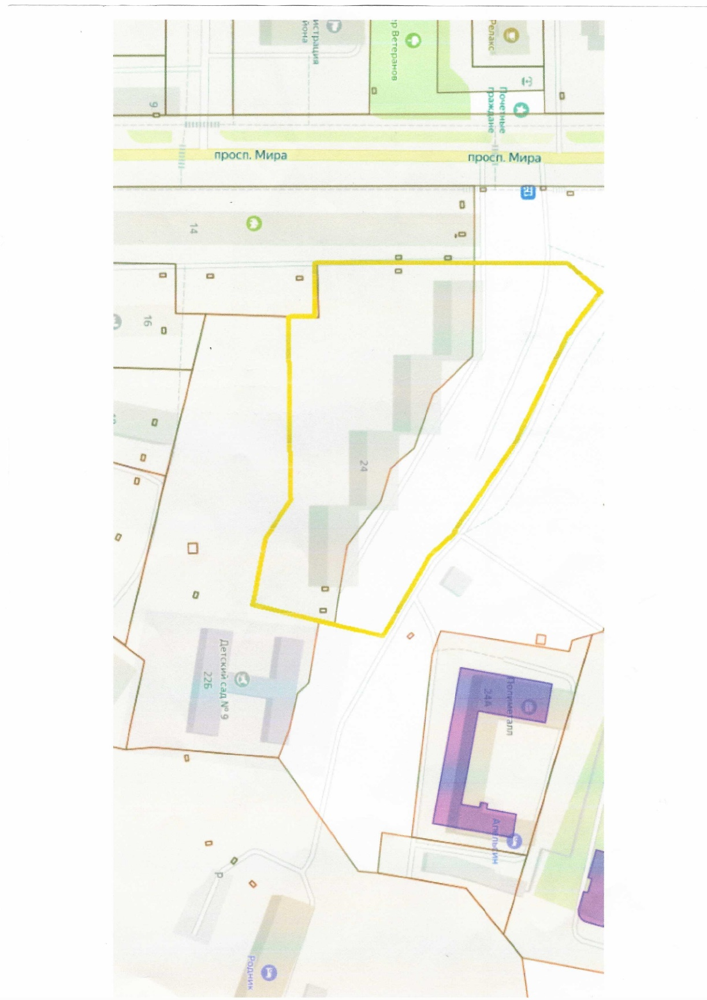 истрация
йона
ер Ветеранов
Релакс
Почетные
граждане
9
просп. Мира
просп. Мира
14
16
24
Детский сад № 9
22Б
Полиметалл
24А
Апельсин
р
Родник